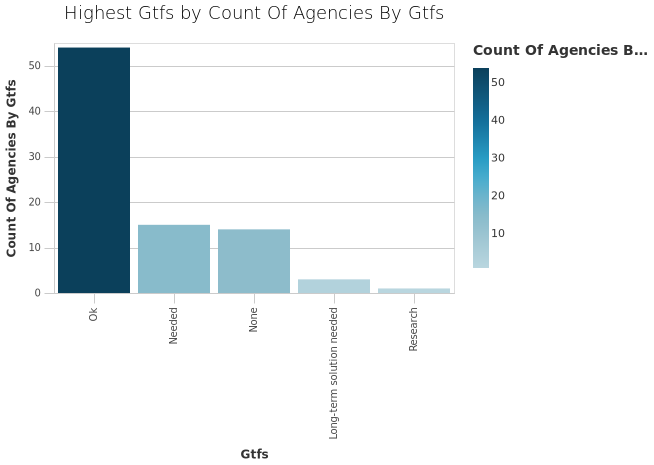 Highest Gtfs by Count Of Agencies By Gtfs
Count Of Agencies By Gtfs
50
40
30
20
10
0
Ok
Needed
None
Long-term solution needed
Research
Gtfs
Count Of Agencies B...
50
40
30
20
10